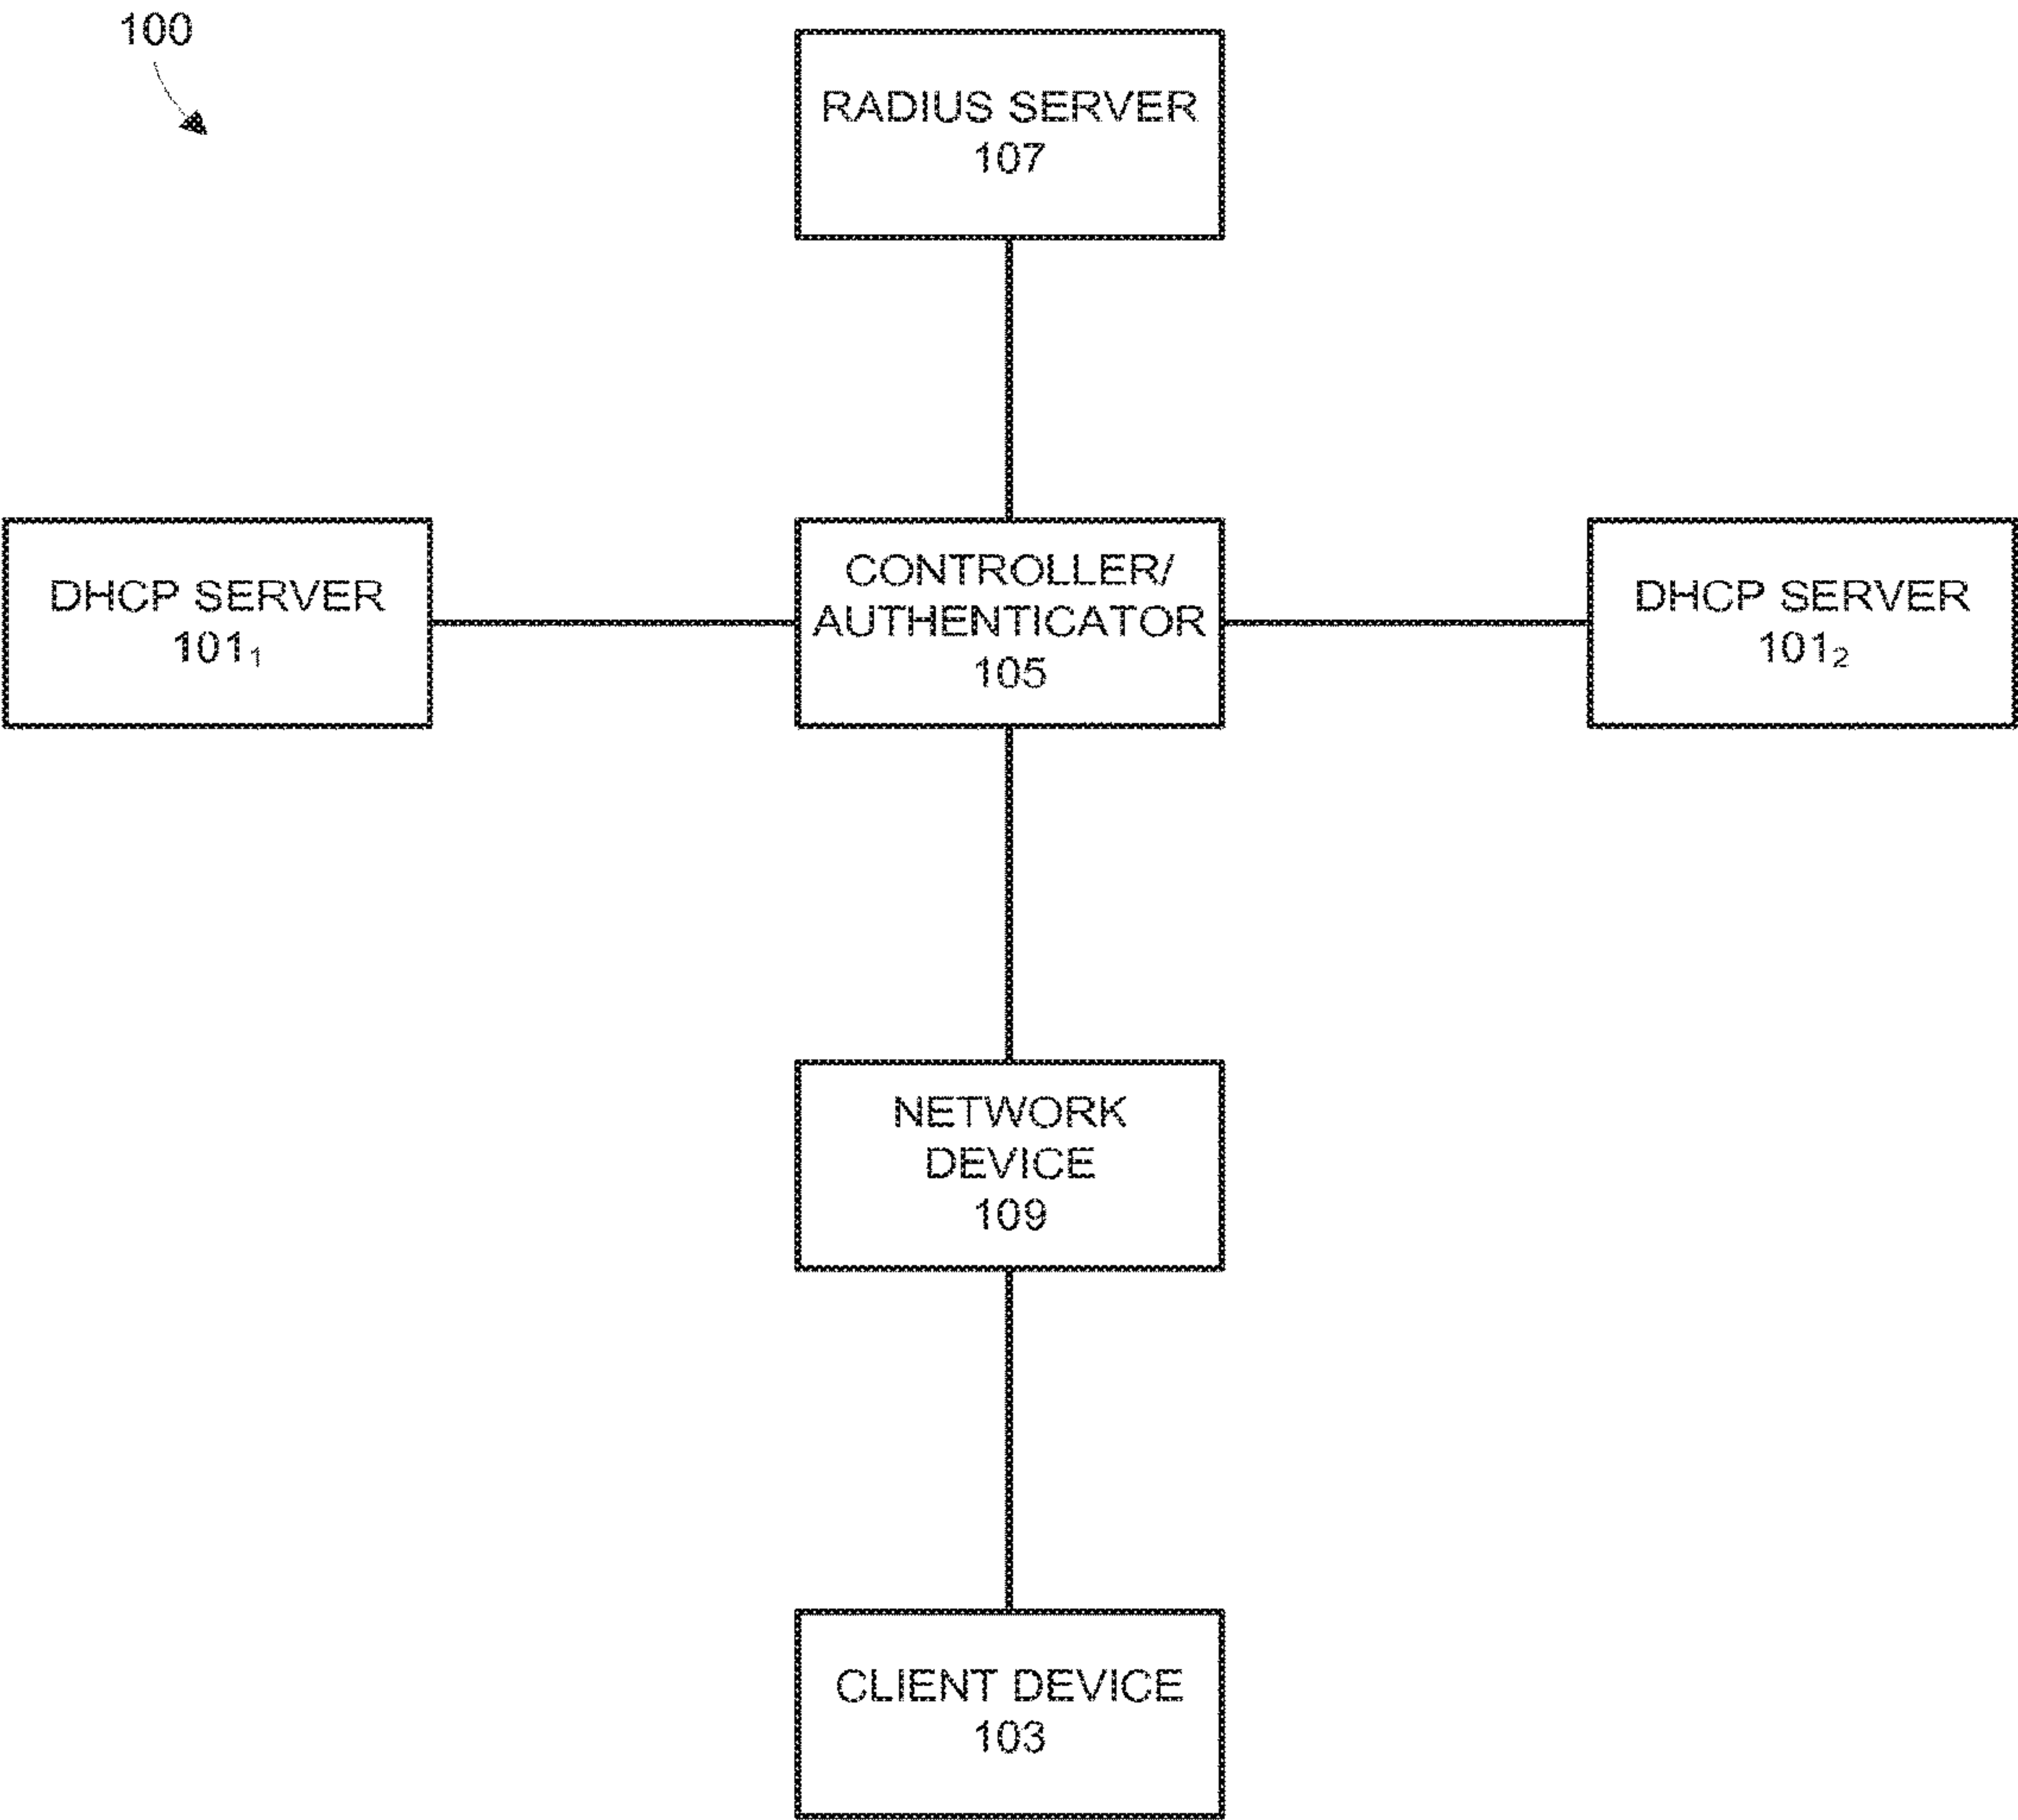 100
RADIUS SERVER
107
DHCP SERVER
101₁
CONTROLLER/
AUTHENTICATOR
105
DHCP SERVER
101₂
NETWORK
DEVICE
109
CLIENT DEVICE
103